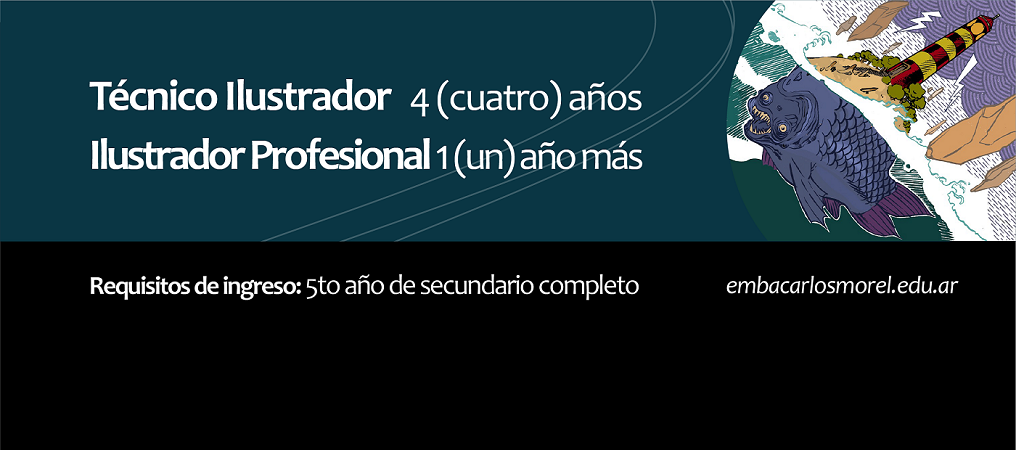 Técnico Ilustrador 4 (cuatro) años
Ilustrador Profesional 1 (un) año más
Requisitos de ingreso: 5to año de secundario completo
embacarlosmorel.edu.ar